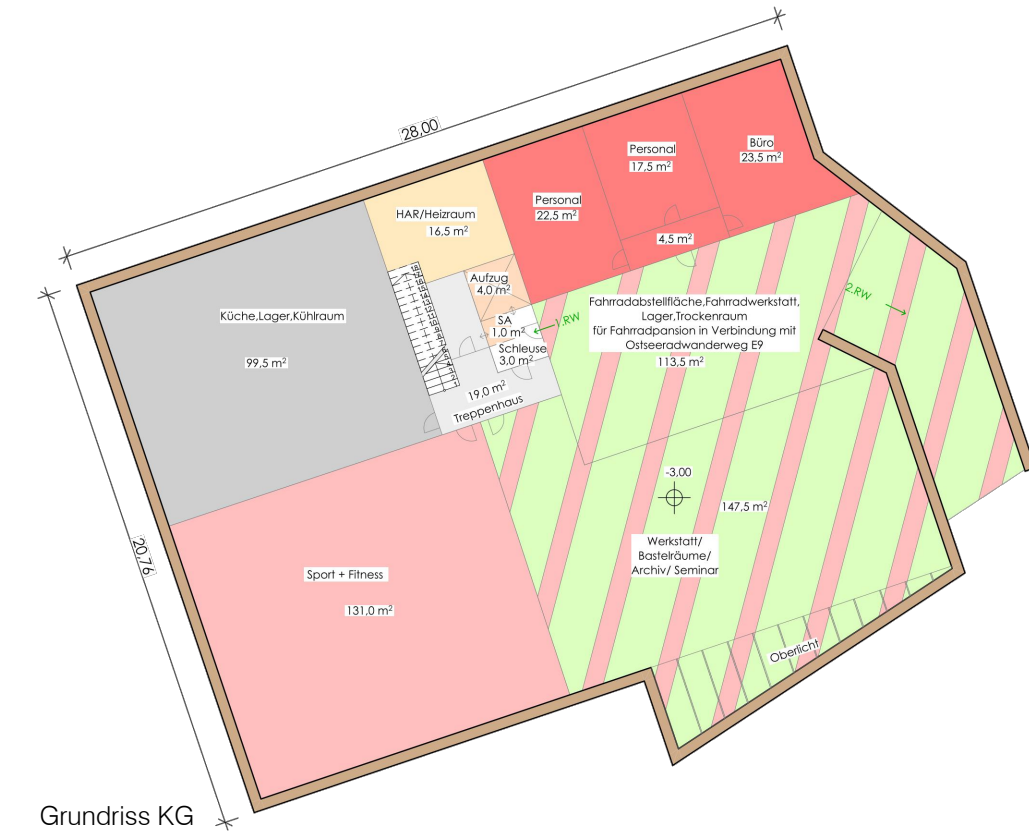 28,00
Büro
23,5 m²
Personal
17,5 m²
Personal
22,5 m²
4,5 m²
HAR/Heizraum
16,5 m²
Aufzug
4,0 m²
SA
1,0 m²
Schleuse
3,0 m²
1.RW
2.RW
19,0 m²
Treppenhaus
Küche,Lager,Kühlraum
99,5 m²
Fahrradabstellfläche,Fahrradwerkstatt,
Lager,Trockenraum
für Fahrradpansion in Verbindung mit
Ostseeradwanderweg E9
113,5 m²
-3,00
147,5 m²
Werkstatt/
Bastelräume/
Archiv/ Seminar
Sport + Fitness
131,0 m²
Oberlicht
20,76
Grundriss KG